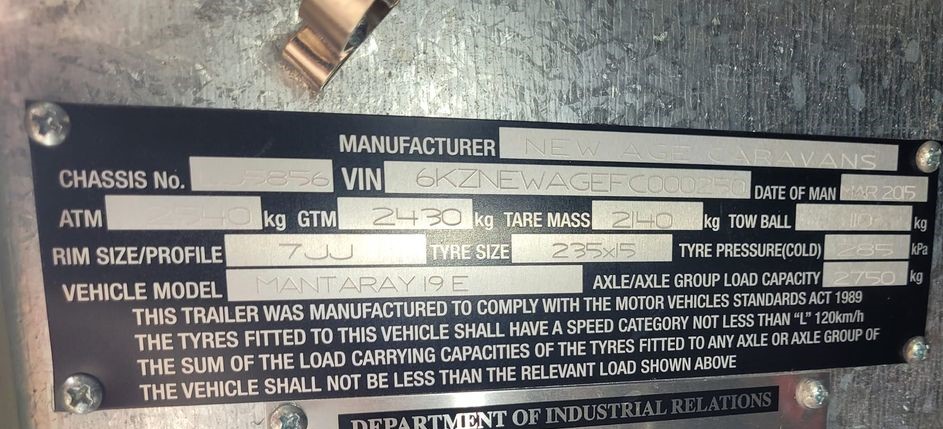 MANUFACTURER NEW AGE CARAVANS
CHASSIS No. J5856 VIN 6KZNEWAGEFC000250 DATE OF MAN MAR 205
ATM 2540 kg GTM 2430 kg TARE MASS 2140 kg TOW BALL 110 kg
RIM SIZE/PROFILE 7JJ TYRE SIZE 235x15 TYRE PRESSURE(COLD) 285 kPa
VEHICLE MODEL MANTARAY 19 E AXLE/AXLE GROUP LOAD CAPACITY 2750 kg
THIS TRAILER WAS MANUFACTURED TO COMPLY WITH THE MOTOR VEHICLES STANDARDS ACT 1989
THE TYRES FITTED TO THIS VEHICLE SHALL HAVE A SPEED CATEGORY NOT LESS THAN "L" 120km/h
THE SUM OF THE LOAD CARRYING CAPACITIES OF THE TYRES FITTED TO ANY AXLE OR AXLE GROUP OF
THE VEHICLE SHALL NOT BE LESS THAN THE RELEVANT LOAD SHOWN ABOVE
DEPARTMENT OF INDUSTRIAL RELATIONS